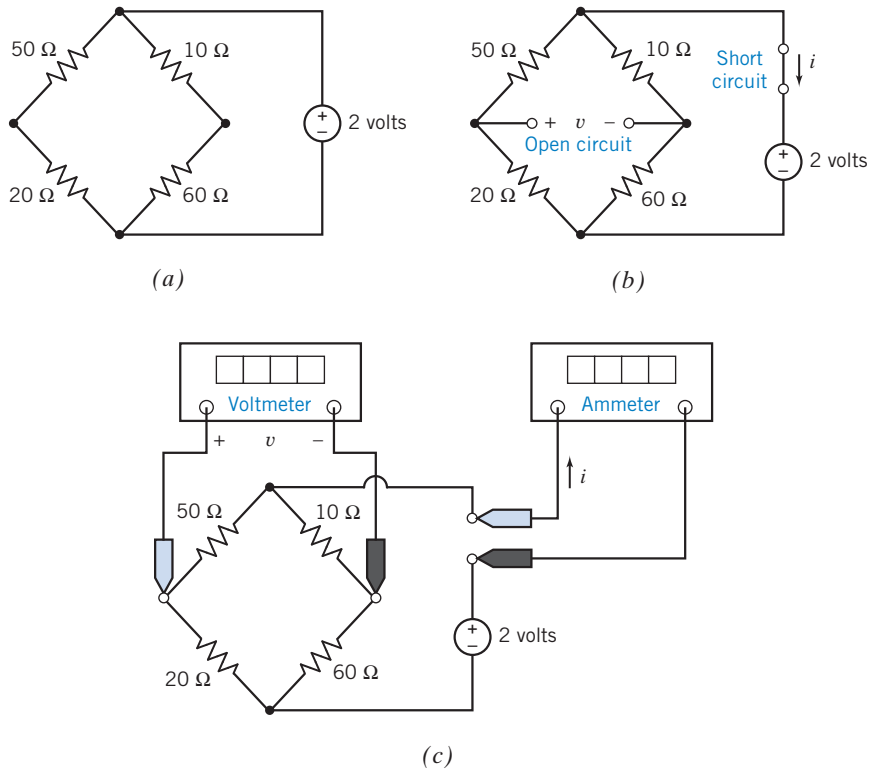 50 Ω 10 Ω
2 volts
20 Ω 60 Ω
(a)
50 Ω 10 Ω
Short
circuit
i
+ v −
Open circuit
+
−
2 volts
20 Ω 60 Ω
(b)
Voltmeter
+ v −
Ammeter
i
50 Ω 10 Ω
+
−
2 volts
20 Ω 60 Ω
(c)